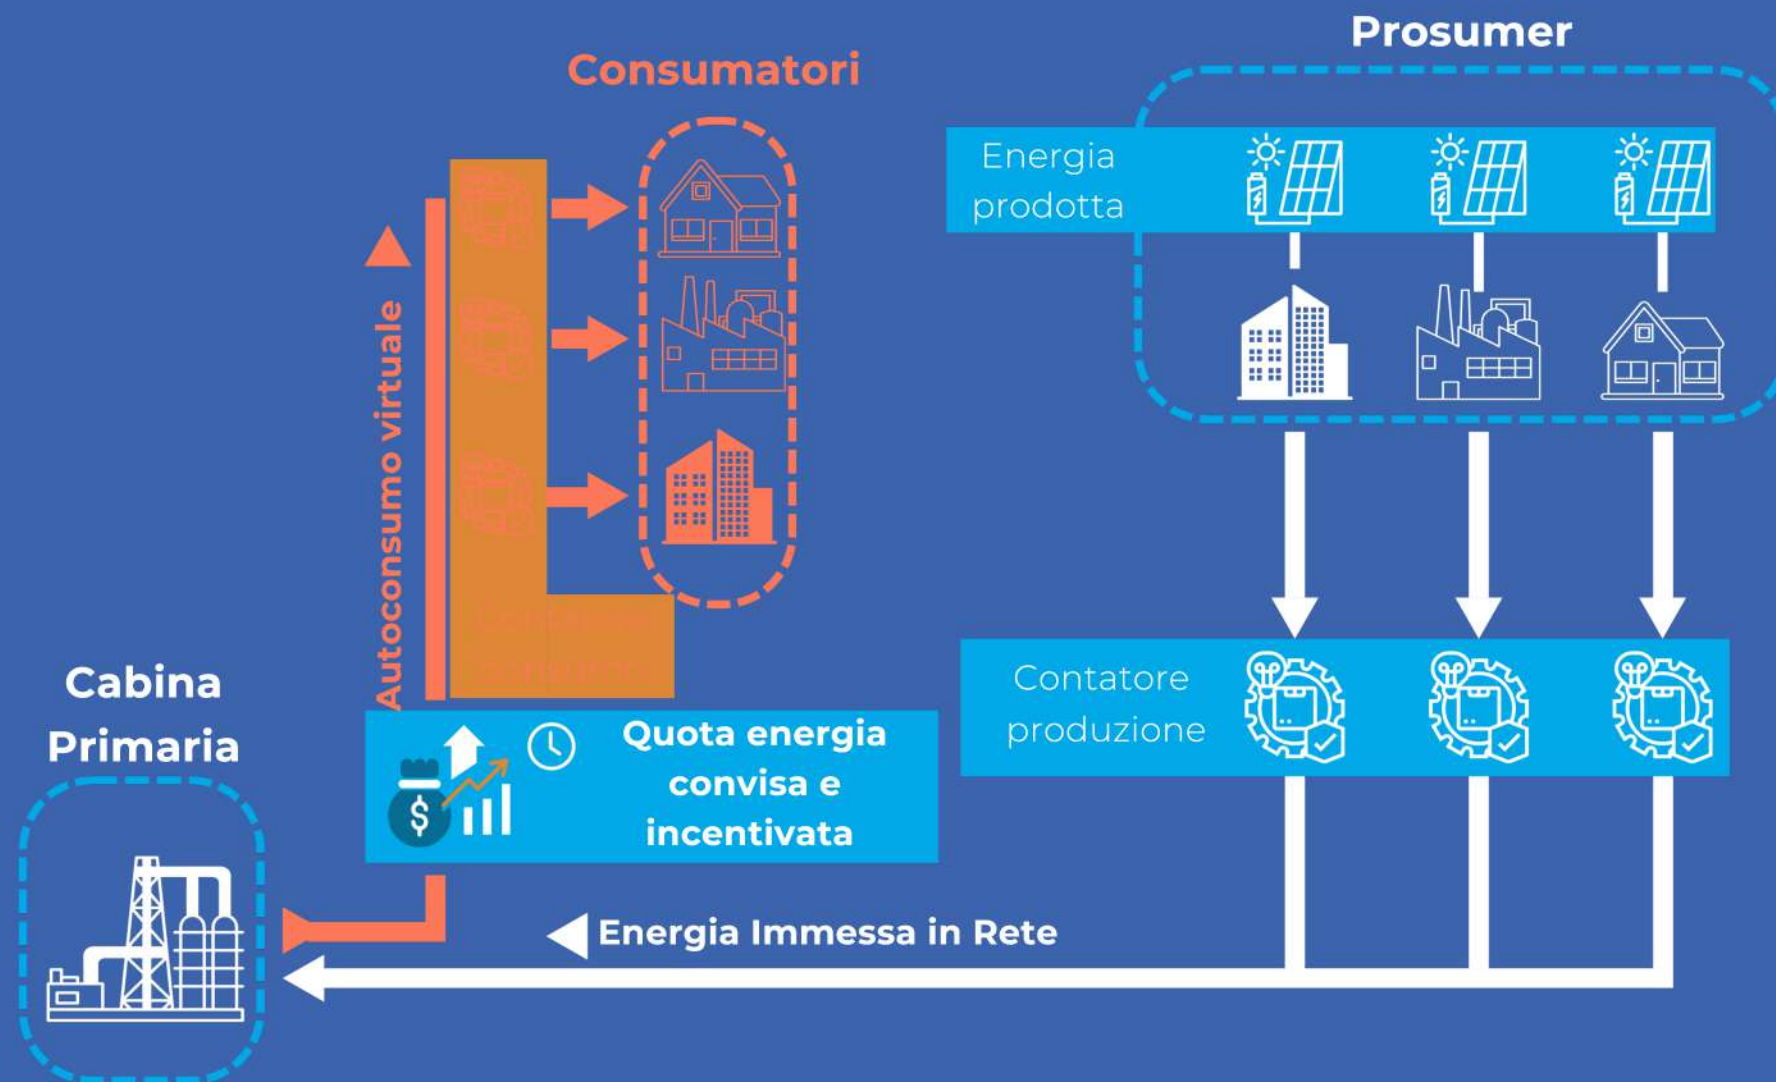 Prosumer
Consumatori
Energia
prodotta
Autoconsumo virtuale
Cabina
Primaria
Contatore
produzione
Quota energia
convisa e
incentivata
Energia Immessa in Rete